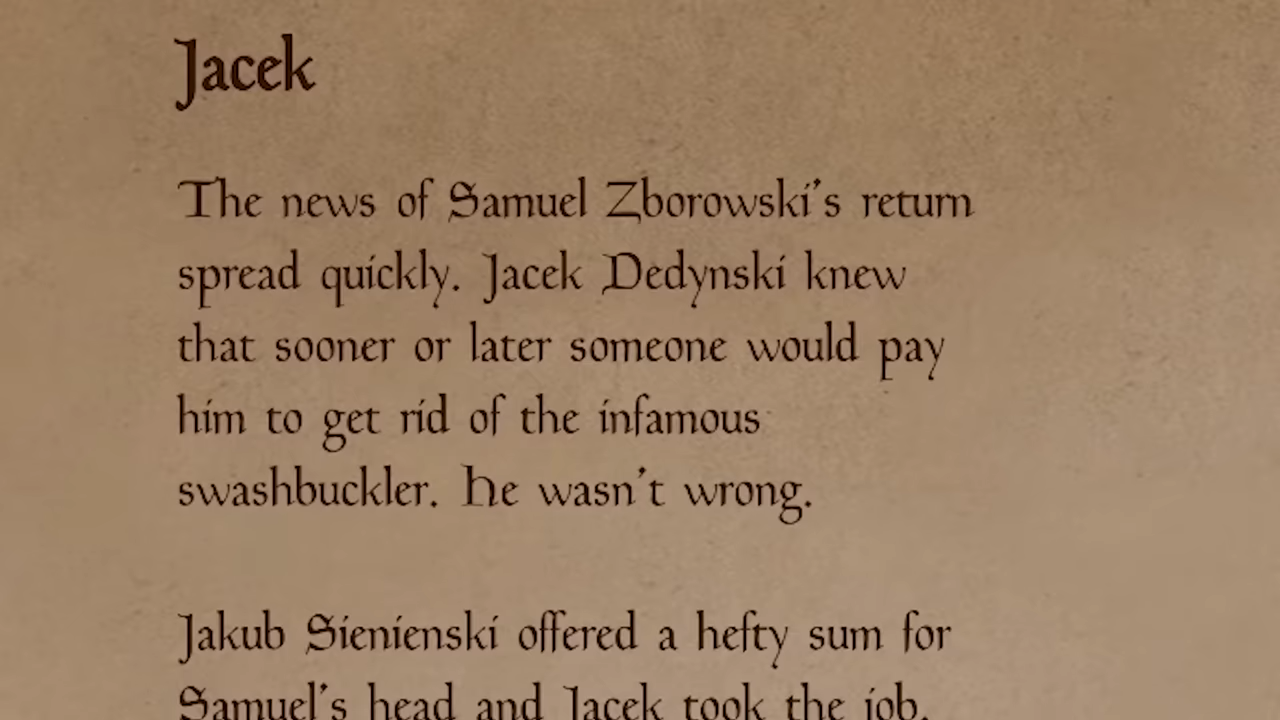 Jacek
The news of Samuel Zborowski's return
spread quickly. Jacek Dedynski knew
that sooner or later someone would pay
him to get rid of the infamous
swashbuckler. He wasn't wrong.
Jakub Sienienski offered a hefty sum for
Samuel's head and Jacek took the job.